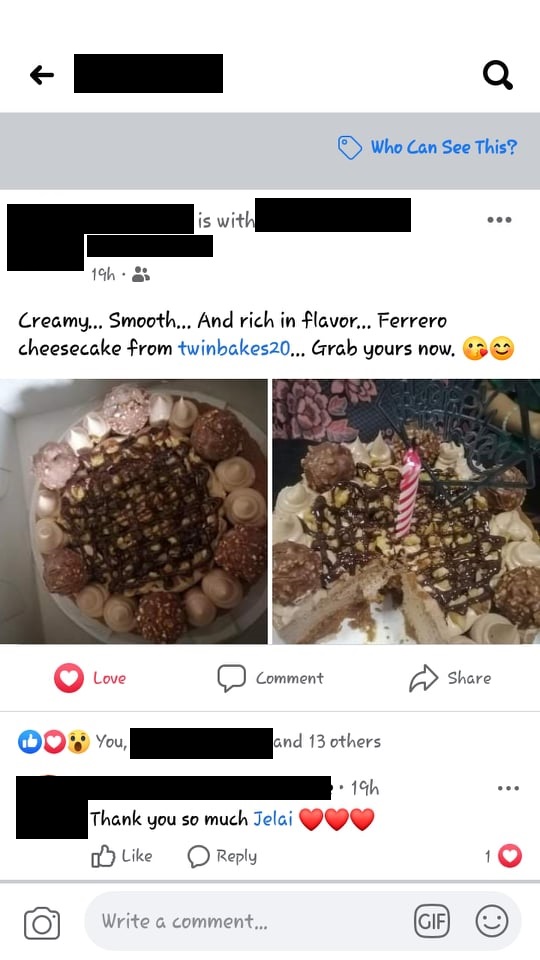 Who Can See This?
is with
19h ·
Creamy... Smooth... And rich in flavor... Ferrero
cheesecake from twinbakes20... Grab yours now. 😘😊
Love Comment Share
You, and 13 others
· 19h
Thank you so much Jelai ❤️❤️❤️
Like Reply 1
Write a comment... GIF